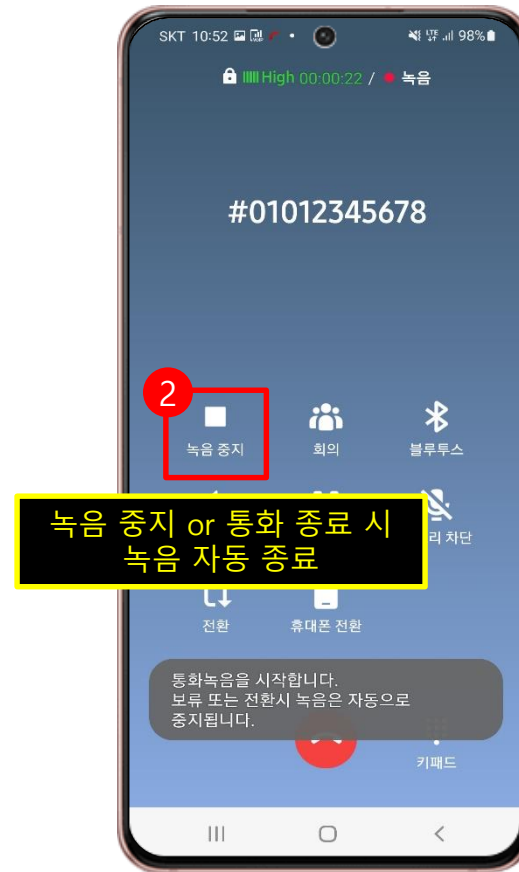 SKT 10:52
LTE 98%
High 00:00:22 / 녹음
#01012345678
2
녹음 중지
회의
블루투스
녹음 중지 or 통화 종료 시
녹음 자동 종료
리 차단
전환
휴대폰 전환
통화녹음을 시작합니다.
보류 또는 전환시 녹음은 자동으로
중지됩니다.
키패드